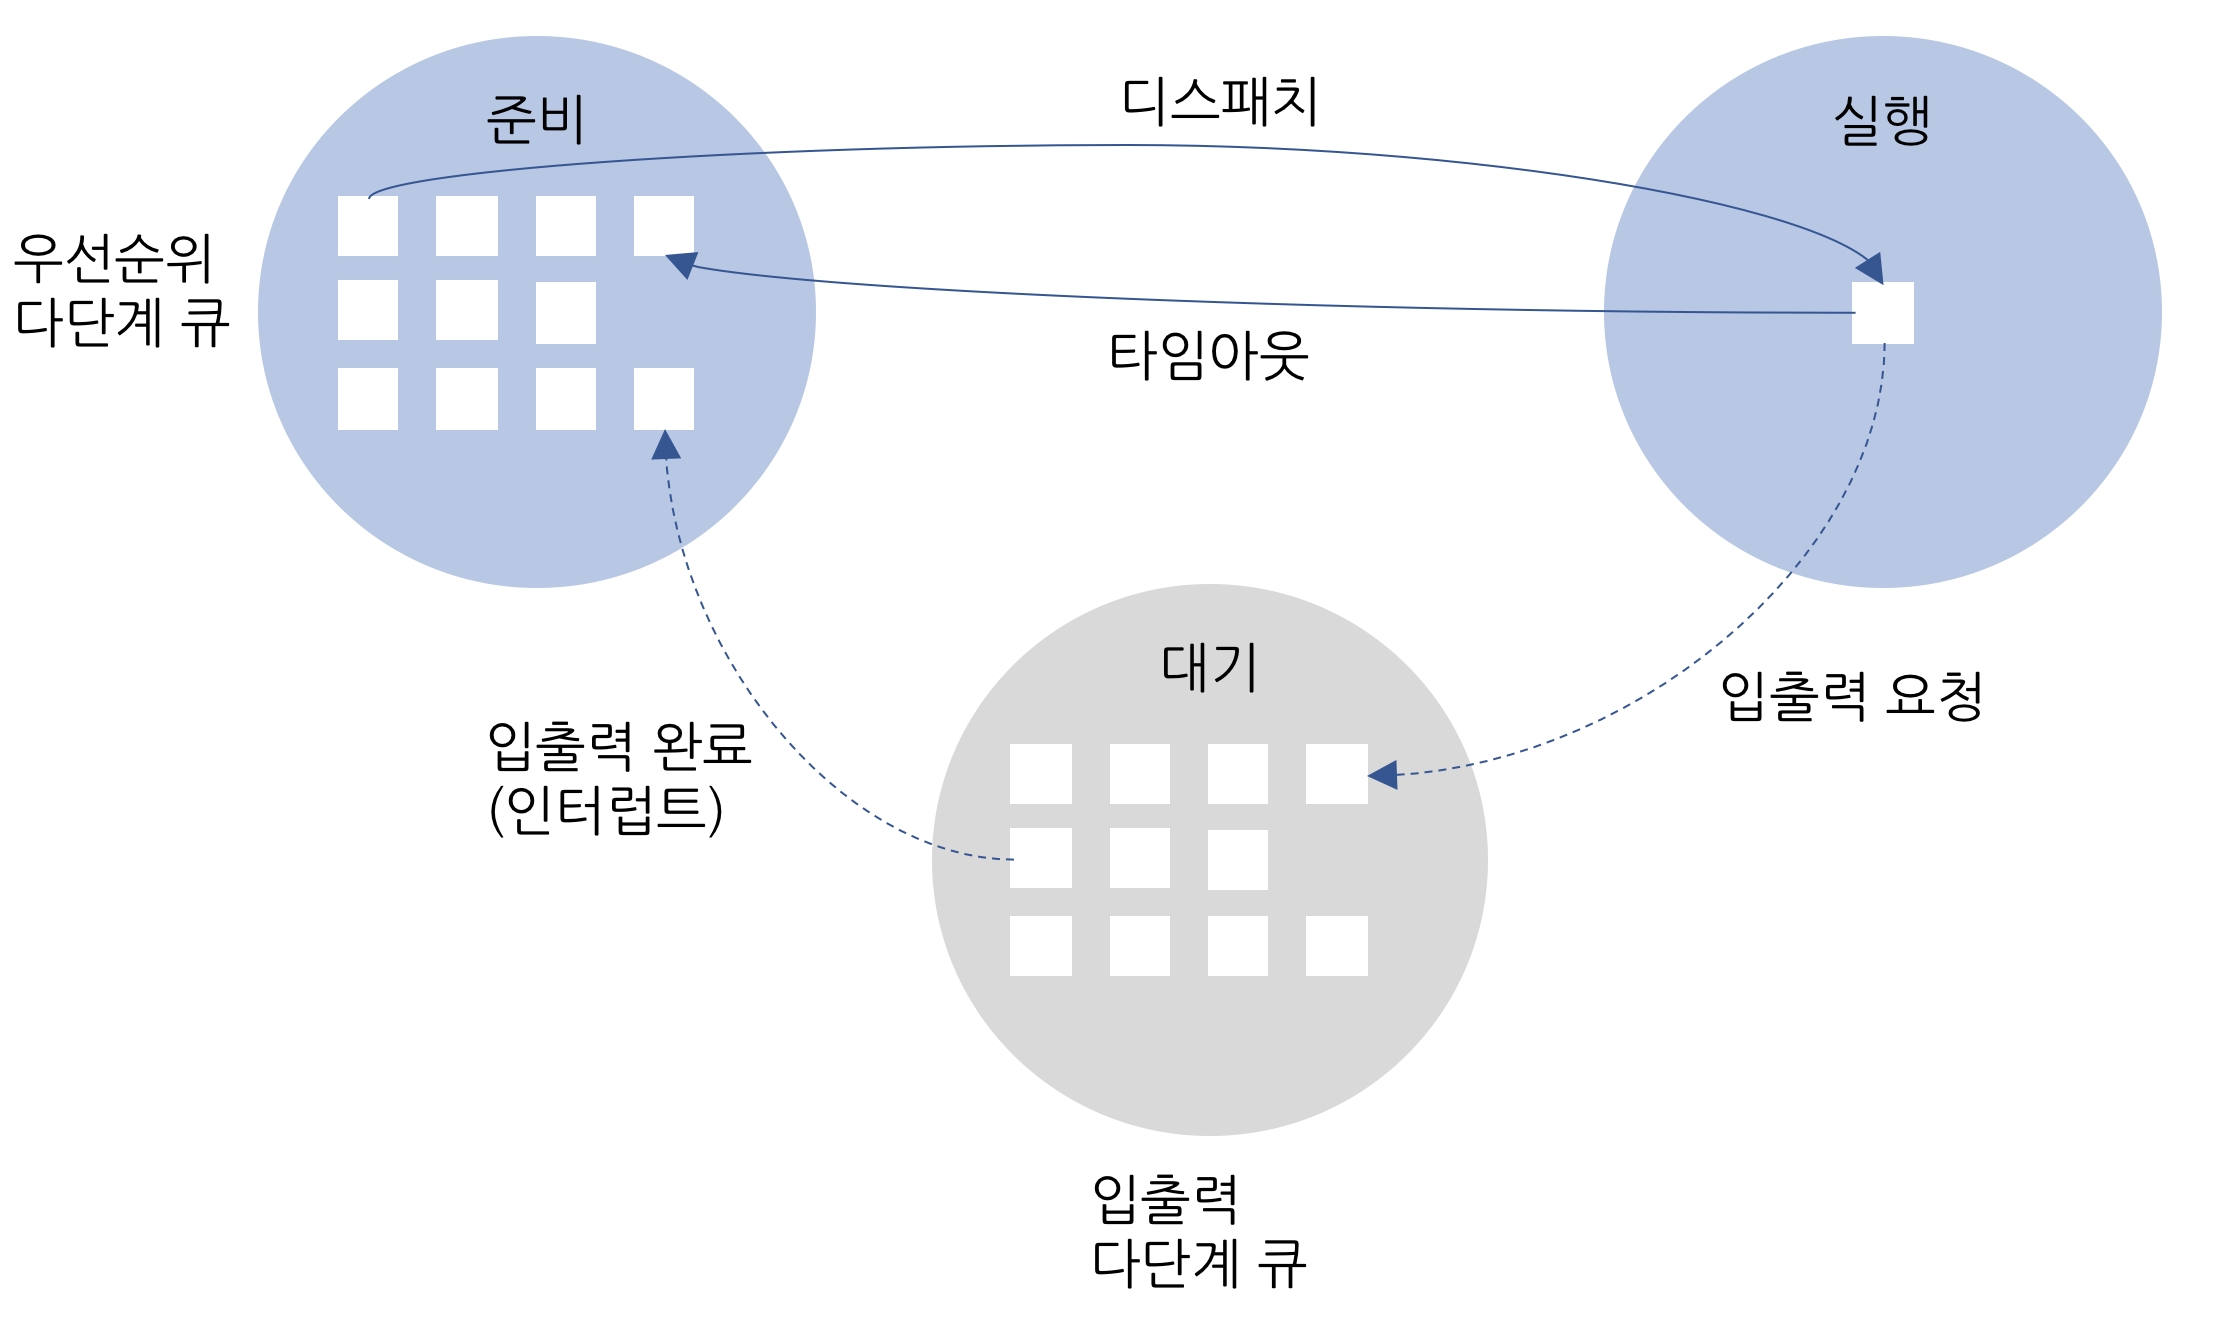 준비
디스패치
실행
우선순위
다단계 큐
타임아웃
대기
입출력 요청
입출력 완료
(인터럽트)
입출력
다단계 큐